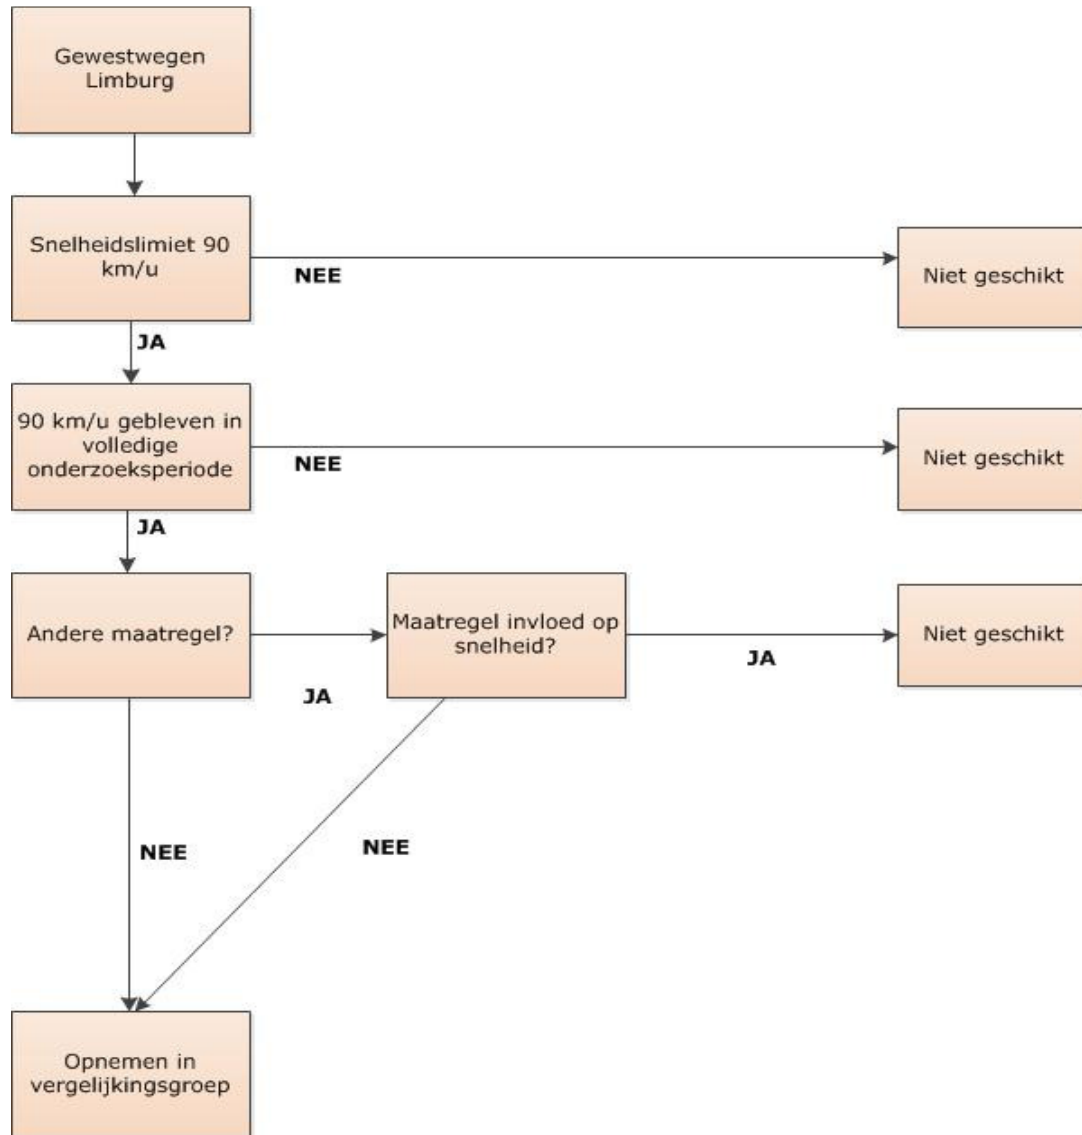 Gewestwegen
Limburg
Snelheidslimiet 90
km/u
NEE
Niet geschikt
JA
90 km/u gebleven in
volledige
onderzoeksperiode
NEE
Niet geschikt
JA
Andere maatregel?
JA
Maatregel invloed op
snelheid?
JA
Niet geschikt
NEE
NEE
Opnemen in
vergelijkingsgroep